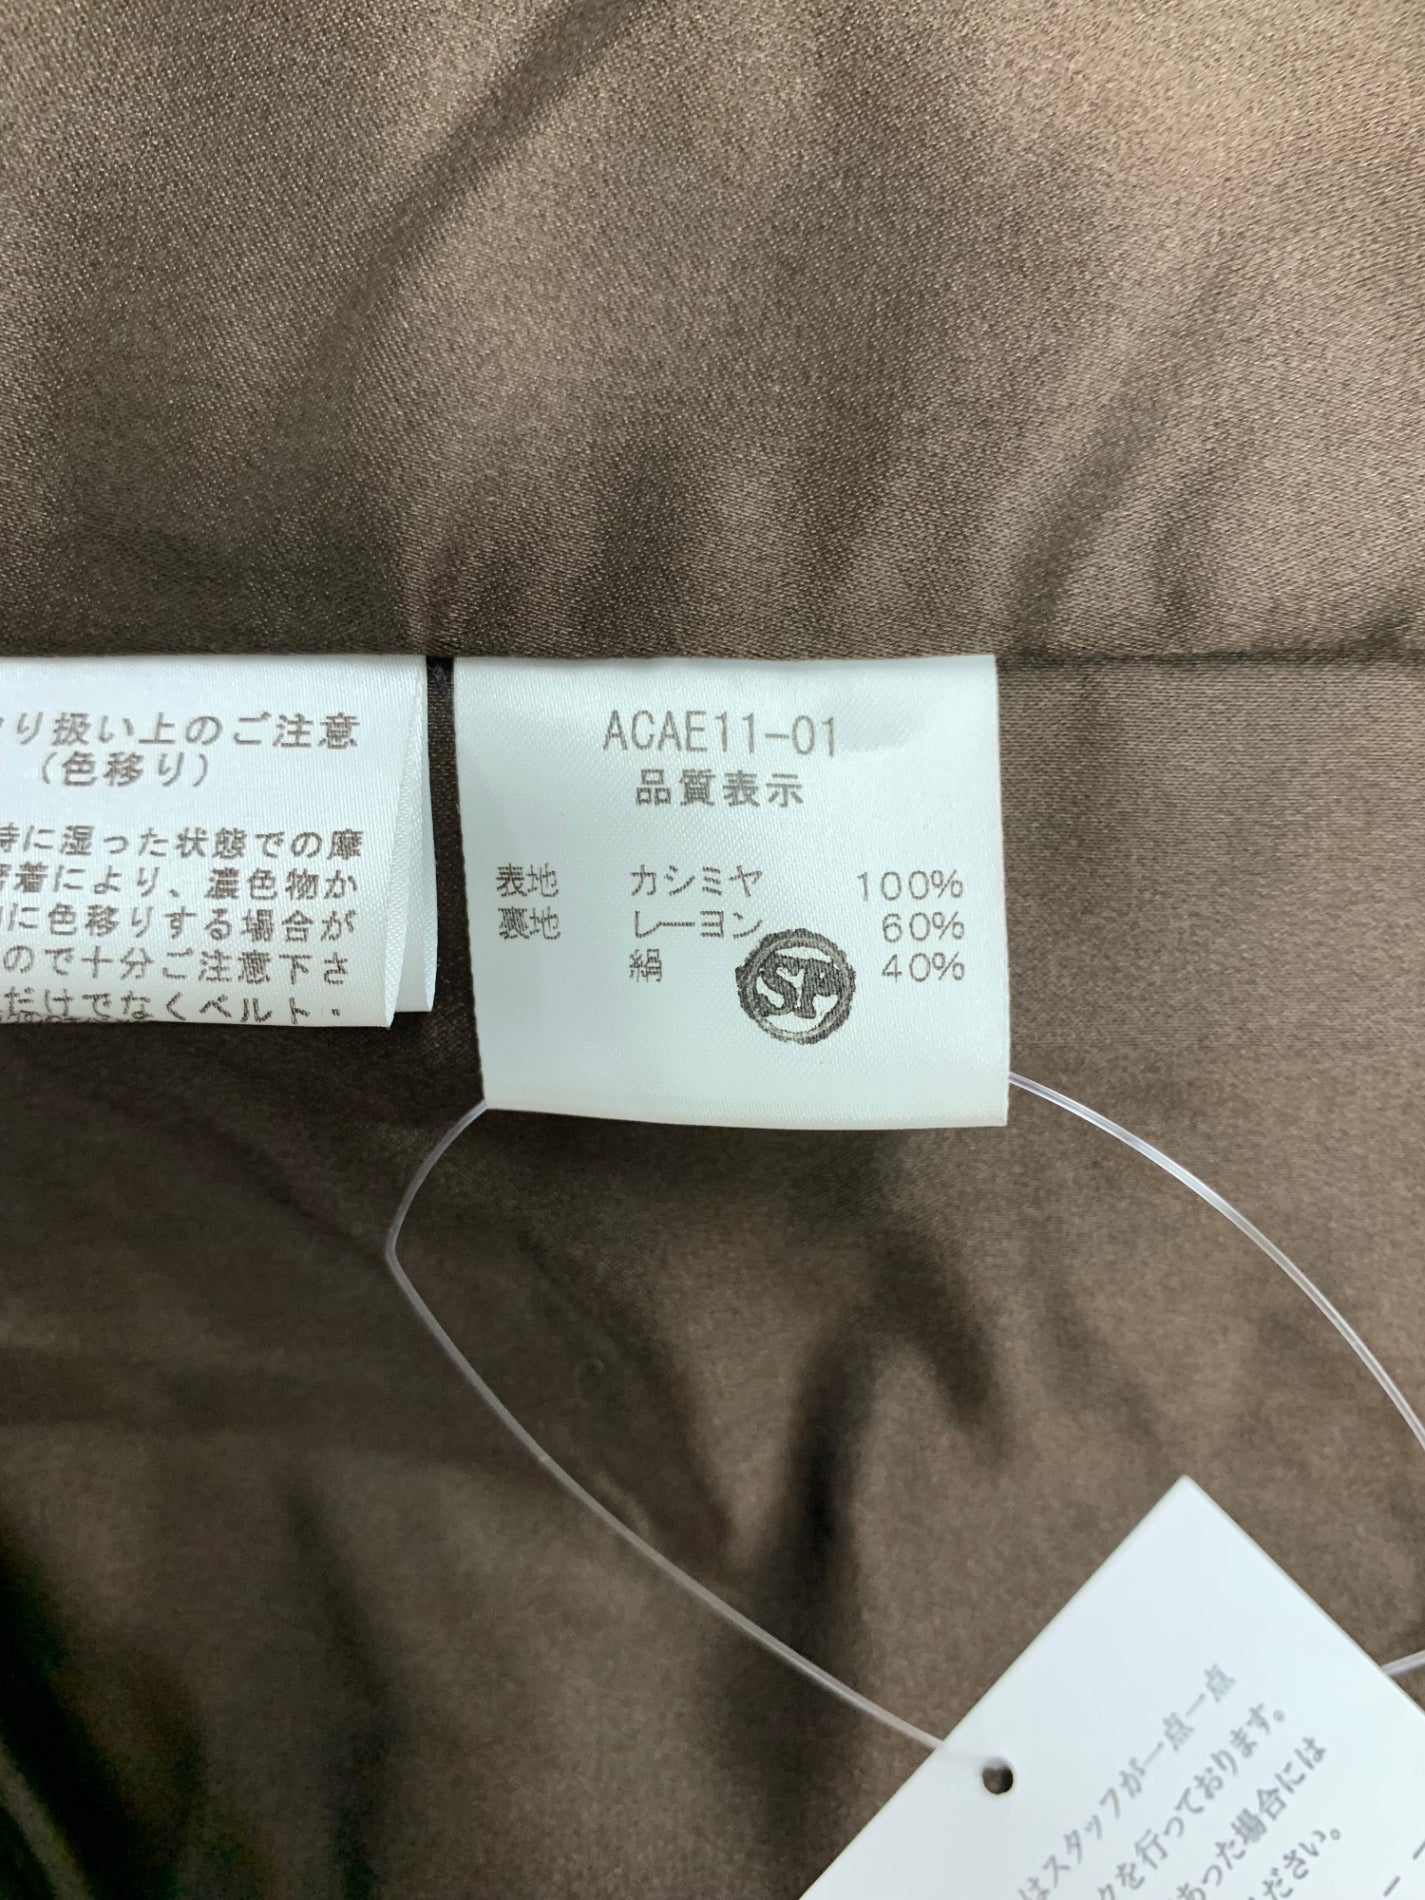 り扱い上のご注意
(色移り)
に湿った状態での摩
着により、濃色物か
に色移りする場合が
ので十分ご注意下さ
だけでなくベルト・
ACAE11-01
品質表示
表地 カシミヤ 100%
裏地 レーヨン 60%
絹 40%
SP
はスタッフが一点一点
を行っております。
あった場合には
ください。